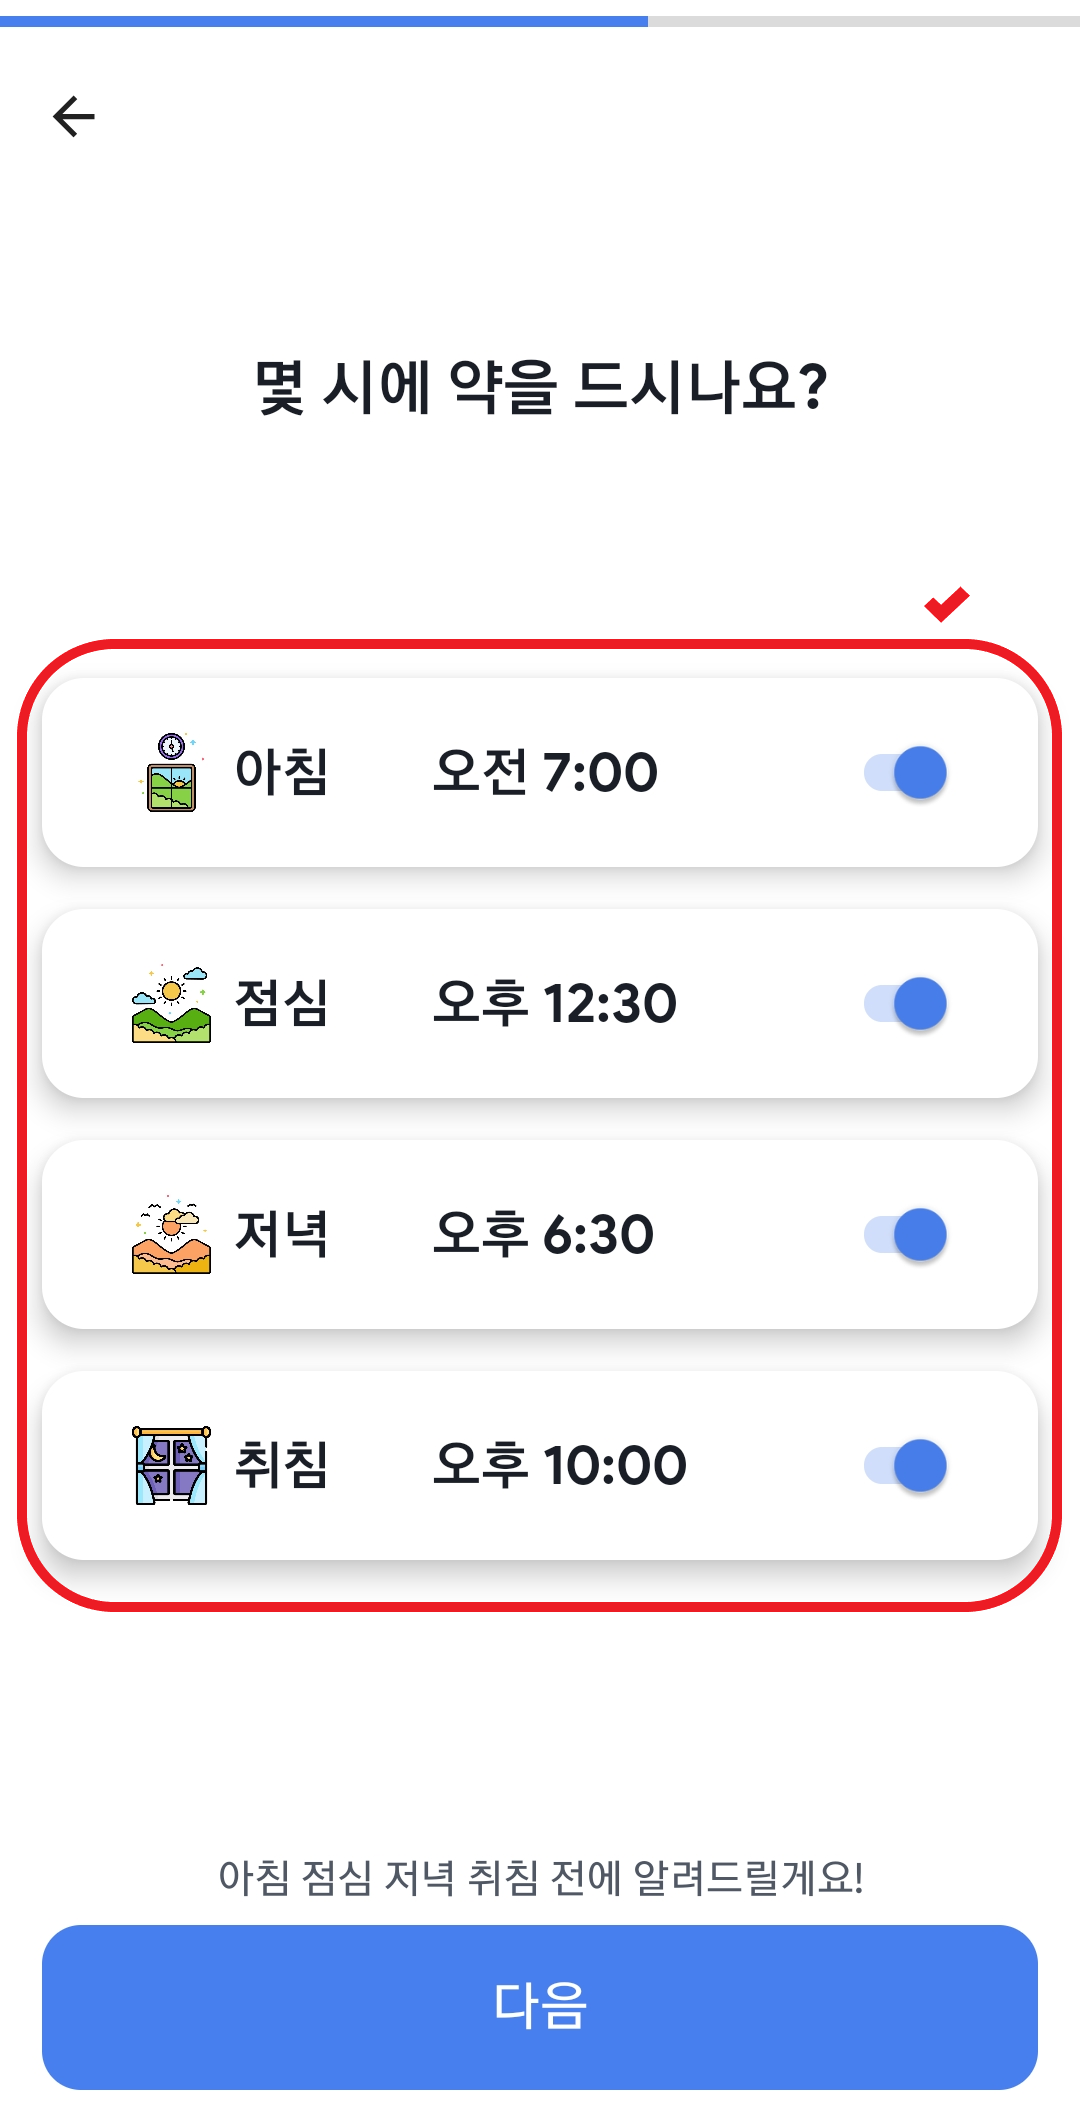 몇 시에 약을 드시나요?
아침 오전 7:00
점심 오후 12:30
저녁 오후 6:30
취침 오후 10:00
아침 점심 저녁 취침 전에 알려드릴게요!
다음